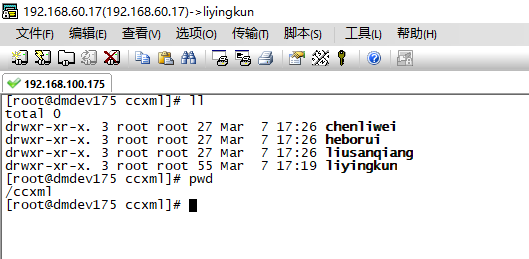 192.168.60.17(192.168.60.17)->liyingkun
文件(F) 编辑(E) 查看(V) 选项(O) 传输(T) 脚本(S) 工具(L) 帮助(H)
192.168.100.175
[root@dmdev175 ccxml]# ll
total 0
drwxr-xr-x. 3 root root 27 Mar  7 17:26 chenliwei
drwxr-xr-x. 3 root root 27 Mar  7 17:26 heborui
drwxr-xr-x. 3 root root 27 Mar  7 17:26 liusanqiang
drwxr-xr-x. 3 root root 55 Mar  7 17:19 liyingkun
[root@dmdev175 ccxml]# pwd
/ccxml
[root@dmdev175 ccxml]#